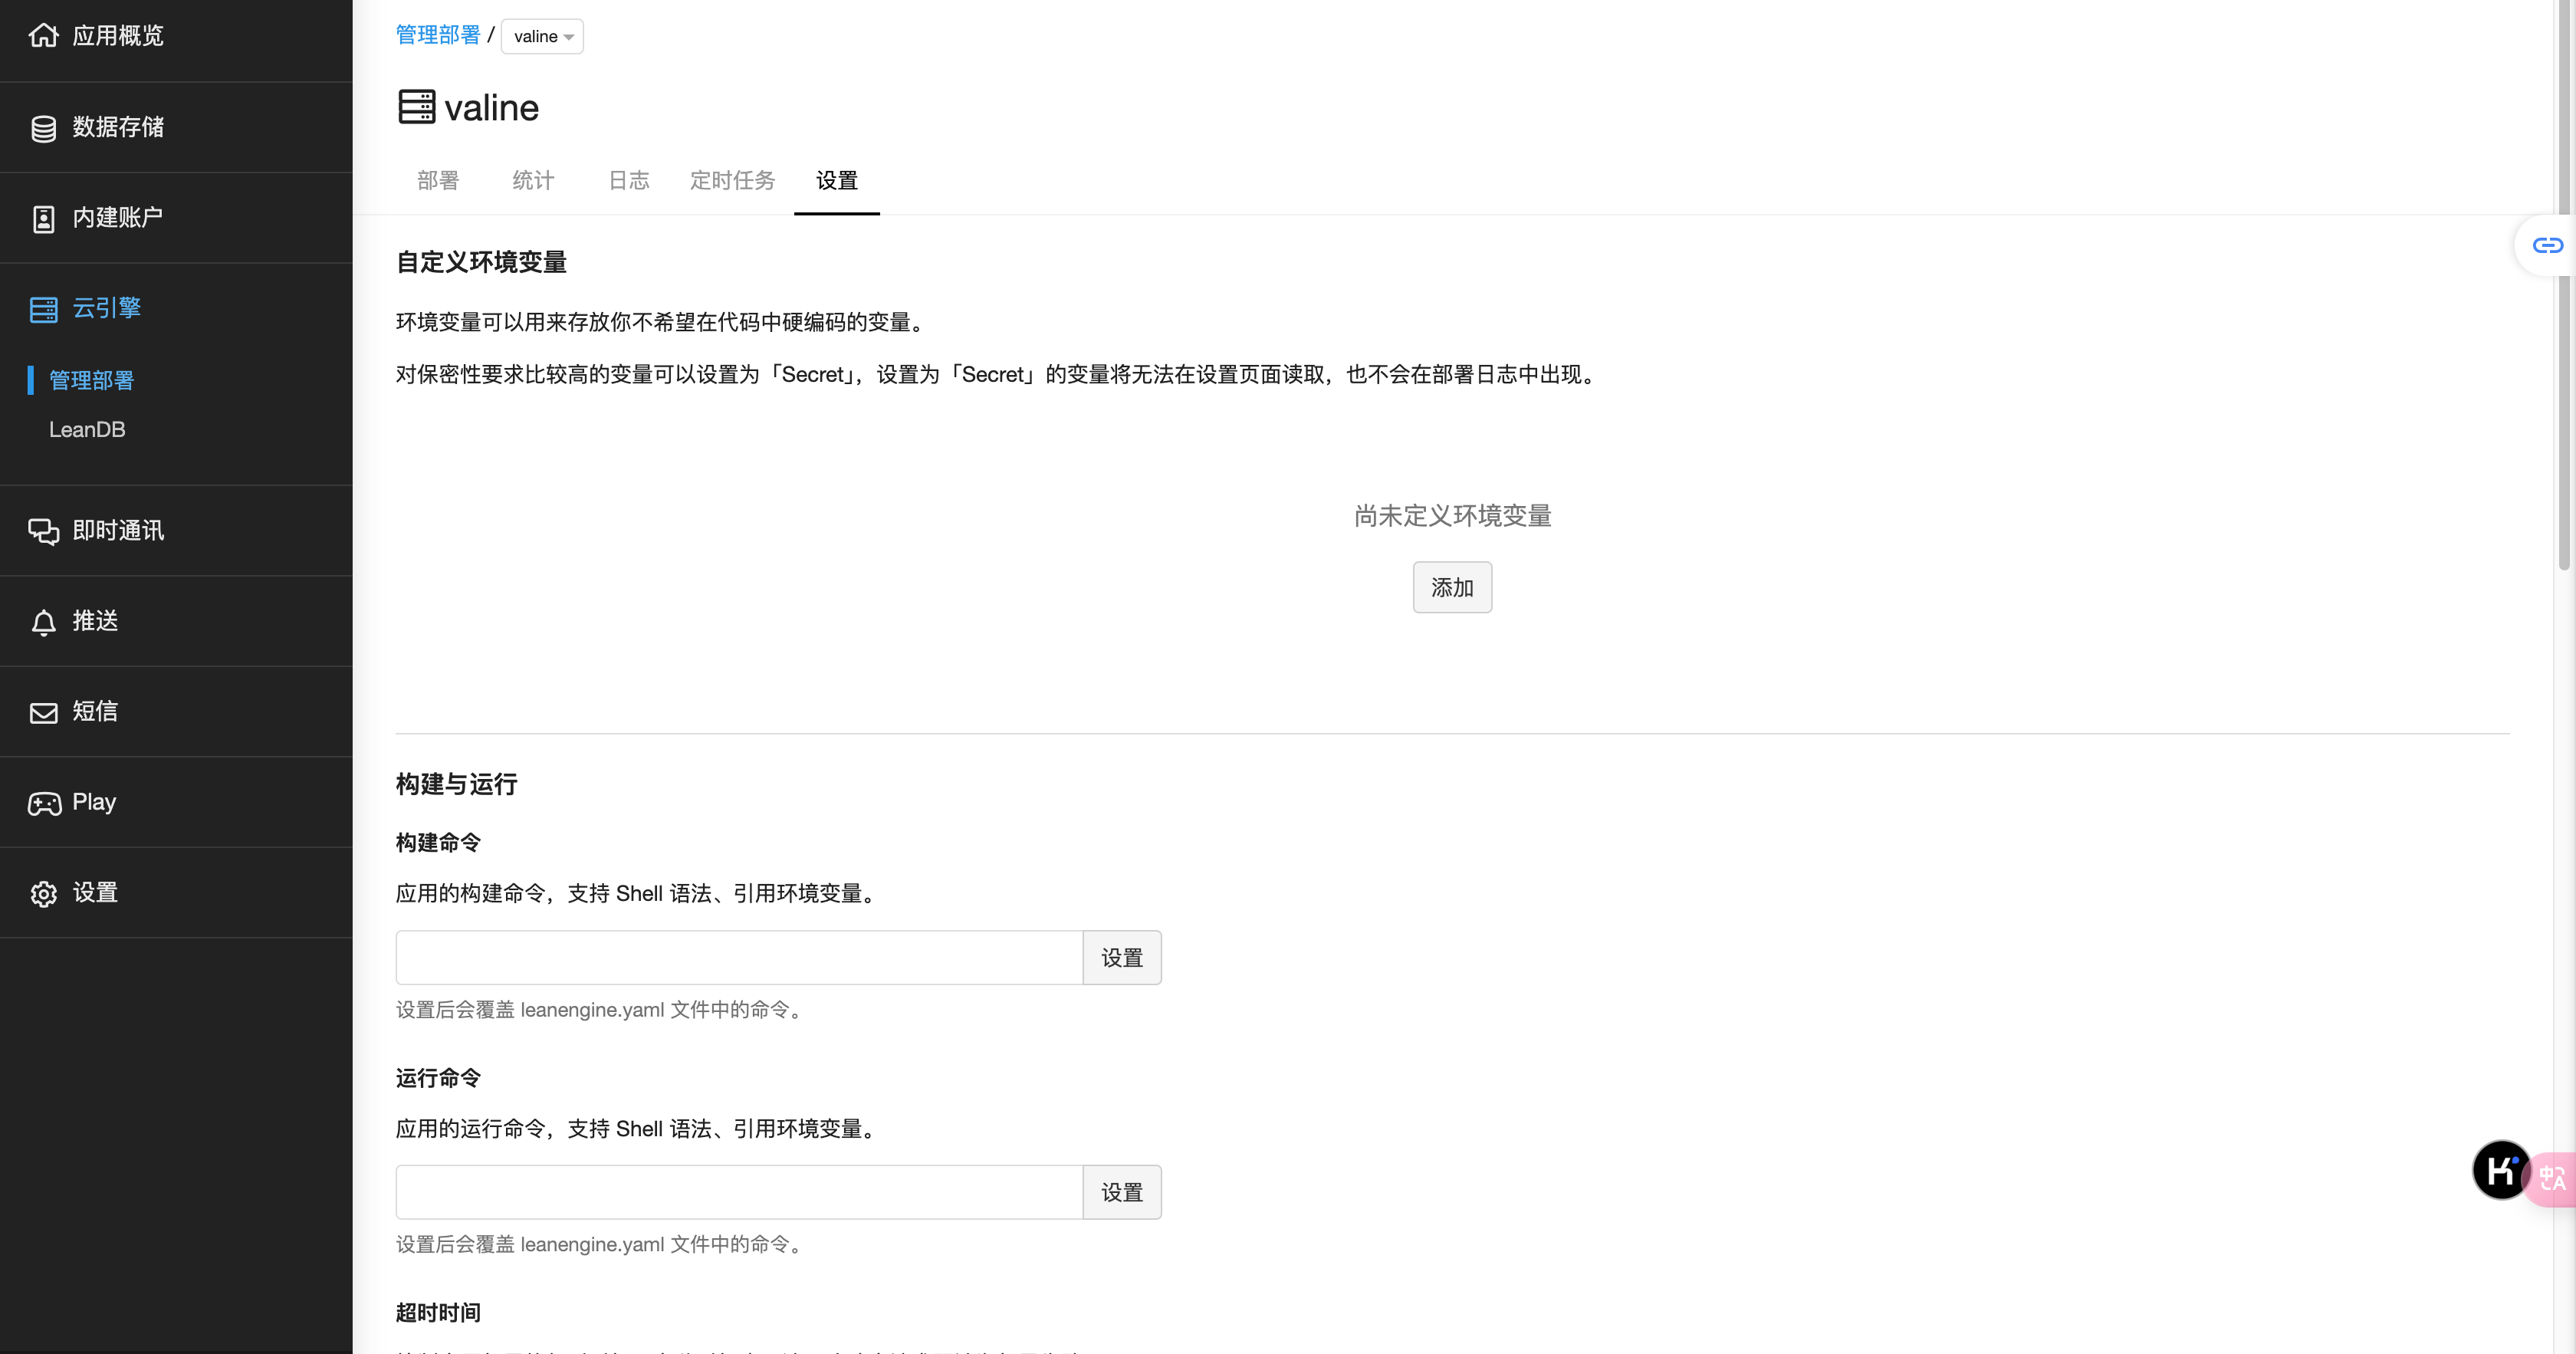 应用概览
数据存储
内建账户
云引擎
管理部署
LeanDB
即时通讯
推送
短信
Play
设置
管理部署 / valine
valine
部署 统计 日志 定时任务 设置
自定义环境变量
环境变量可以用来存放你不希望在代码中硬编码的变量。
对保密性要求比较高的变量可以设置为「Secret」，设置为「Secret」的变量将无法在设置页面读取，也不会在部署日志中出现。
尚未定义环境变量
添加
构建与运行
构建命令
应用的构建命令，支持 Shell 语法、引用环境变量。
设置
设置后会覆盖 leanengine.yaml 文件中的命令。
运行命令
应用的运行命令，支持 Shell 语法、引用环境变量。
设置
设置后会覆盖 leanengine.yaml 文件中的命令。
超时时间